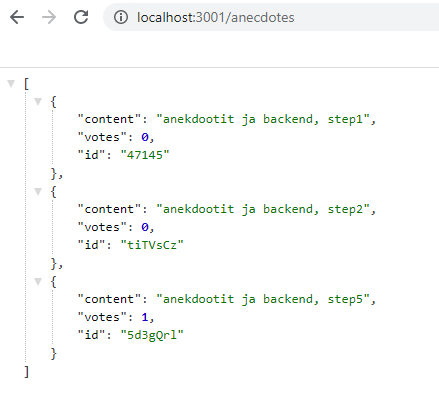 localhost:3001/anecdotes
[
{
"content": "anekdootit ja backend, step1",
"votes": 0,
"id": "47145"
},
{
"content": "anekdootit ja backend, step2",
"votes": 0,
"id": "tiTVsCz"
},
{
"content": "anekdootit ja backend, step5",
"votes": 1,
"id": "5d3gQrl"
}
]